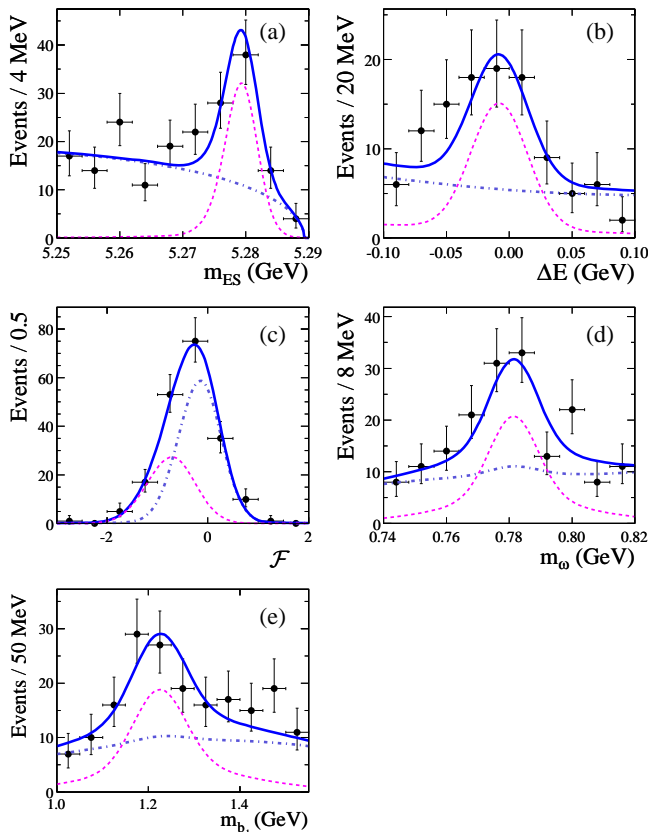 (a)
Events / 4 MeV
0
10
20
30
40
5.25
5.26
5.27
5.28
5.29
m_ES (GeV)
(b)
Events / 20 MeV
0
10
20
-0.10
-0.05
0.00
0.05
0.10
ΔE (GeV)
(c)
Events / 0.5
0
20
40
60
80
-2
0
2
ℱ
(d)
Events / 8 MeV
0
10
20
30
40
0.74
0.76
0.78
0.80
0.82
m_ω (GeV)
(e)
Events / 50 MeV
0
10
20
30
1.0
1.2
1.4
m_b (GeV)